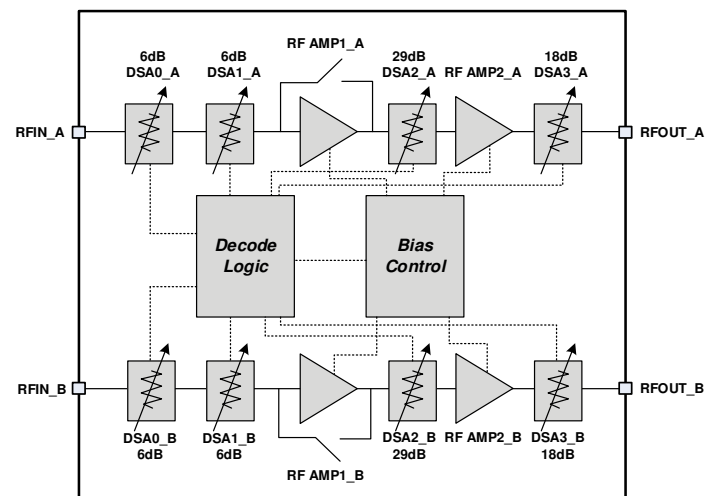 RF AMP1_A
6dB
DSA0_A
6dB
DSA1_A
29dB
DSA2_A
RF AMP2_A
18dB
DSA3_A
RFIN_A
RFOUT_A
Decode
Logic
Bias
Control
RFIN_B
RFOUT_B
DSA0_B
6dB
DSA1_B
6dB
RF AMP1_B
DSA2_B
29dB
RF AMP2_B
DSA3_B
18dB